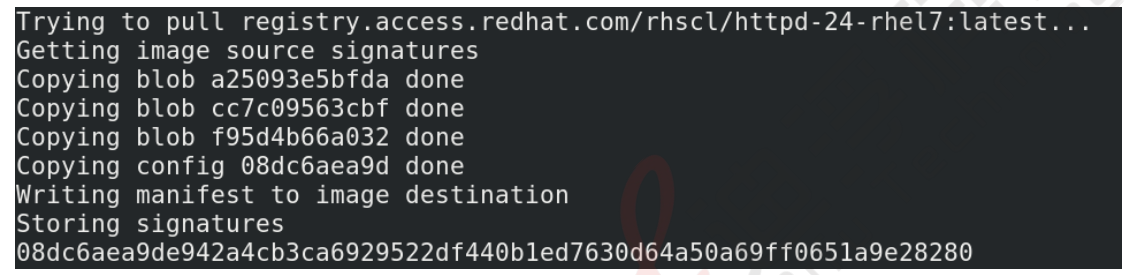 Trying to pull registry.access.redhat.com/rhscl/httpd-24-rhel7:latest...
Getting image source signatures
Copying blob a25093e5bfda done
Copying blob cc7c09563cbf done
Copying blob f95d4b66a032 done
Copying config 08dc6aea9d done
Writing manifest to image destination
Storing signatures
08dc6aea9de942a4cb3ca6929522df440b1ed7630d64a50a69ff0651a9e28280